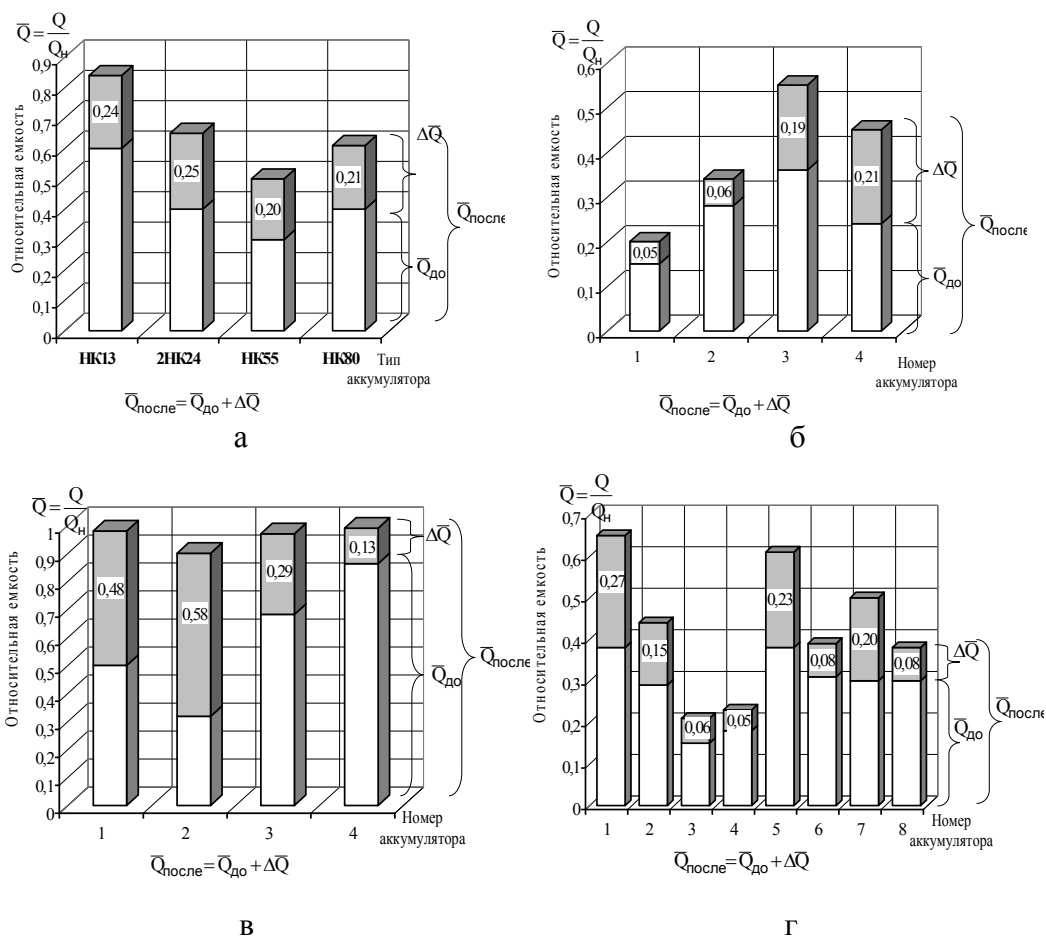 Q̅ = Q/Qн
Относительная емкость
0,9
0,8
0,7
0,6
0,5
0,4
0,3
0,2
0,1
0
0,24
0,25
0,20
0,21
ΔQ̅
Q̅после
Q̅до
НК13 2НК24 НК55 НК80 Тип
аккумулятора
Q̅после = Q̅до + ΔQ̅
а
Q̅ = Q/Qн
Относительная емкость
0,6
0,5
0,4
0,3
0,2
0,1
0
0,05
0,06
0,19
0,21
ΔQ̅
Q̅после
Q̅до
1 2 3 4 Номер
аккумулятора
Q̅после = Q̅до + ΔQ̅
б
Q̅ = Q/Qн
Относительная емкость
1
0,9
0,8
0,7
0,6
0,5
0,4
0,3
0,2
0,1
0
0,48
0,58
0,29
0,13
ΔQ̅
Q̅после
Q̅до
1 2 3 4 Номер
аккумулятора
Q̅после = Q̅до + ΔQ̅
в
Q̅ = Q/Qн
Относительная емкость
0,7
0,6
0,5
0,4
0,3
0,2
0,1
0
0,27
0,15
0,06
0,05
0,23
0,08
0,20
0,08
ΔQ̅
Q̅после
Q̅до
1 2 3 4 5 6 7 8 Номер
аккумулятора
Q̅после = Q̅до + ΔQ̅
г